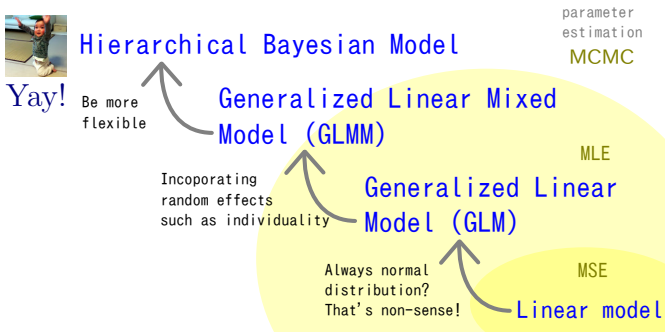 parameter
estimation
MCMC
Hierarchical Bayesian Model
Yay!
Be more
flexible
Generalized Linear Mixed
Model (GLMM)
MLE
Incoporating
random effects
such as individuality
Generalized Linear
Model (GLM)
MSE
Always normal
distribution?
That's non-sense!
Linear model